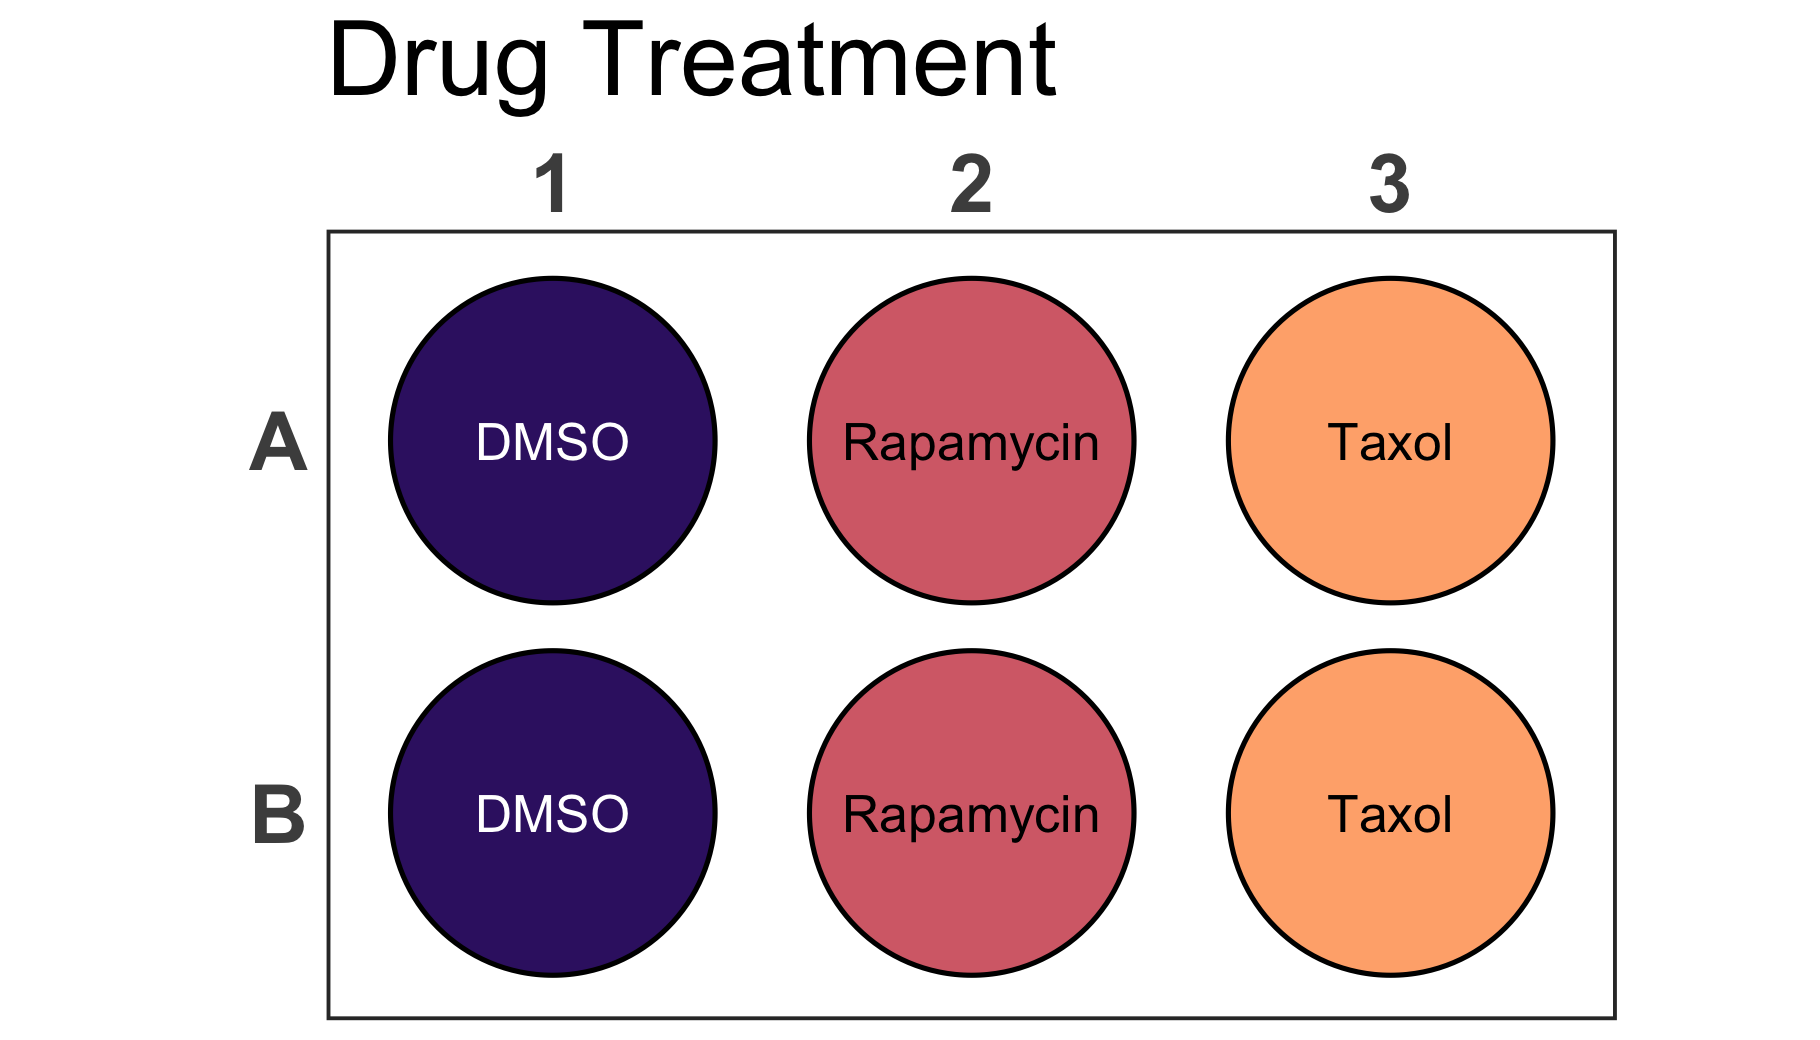 Drug Treatment
1 2 3
A DMSO Rapamycin Taxol
B DMSO Rapamycin Taxol